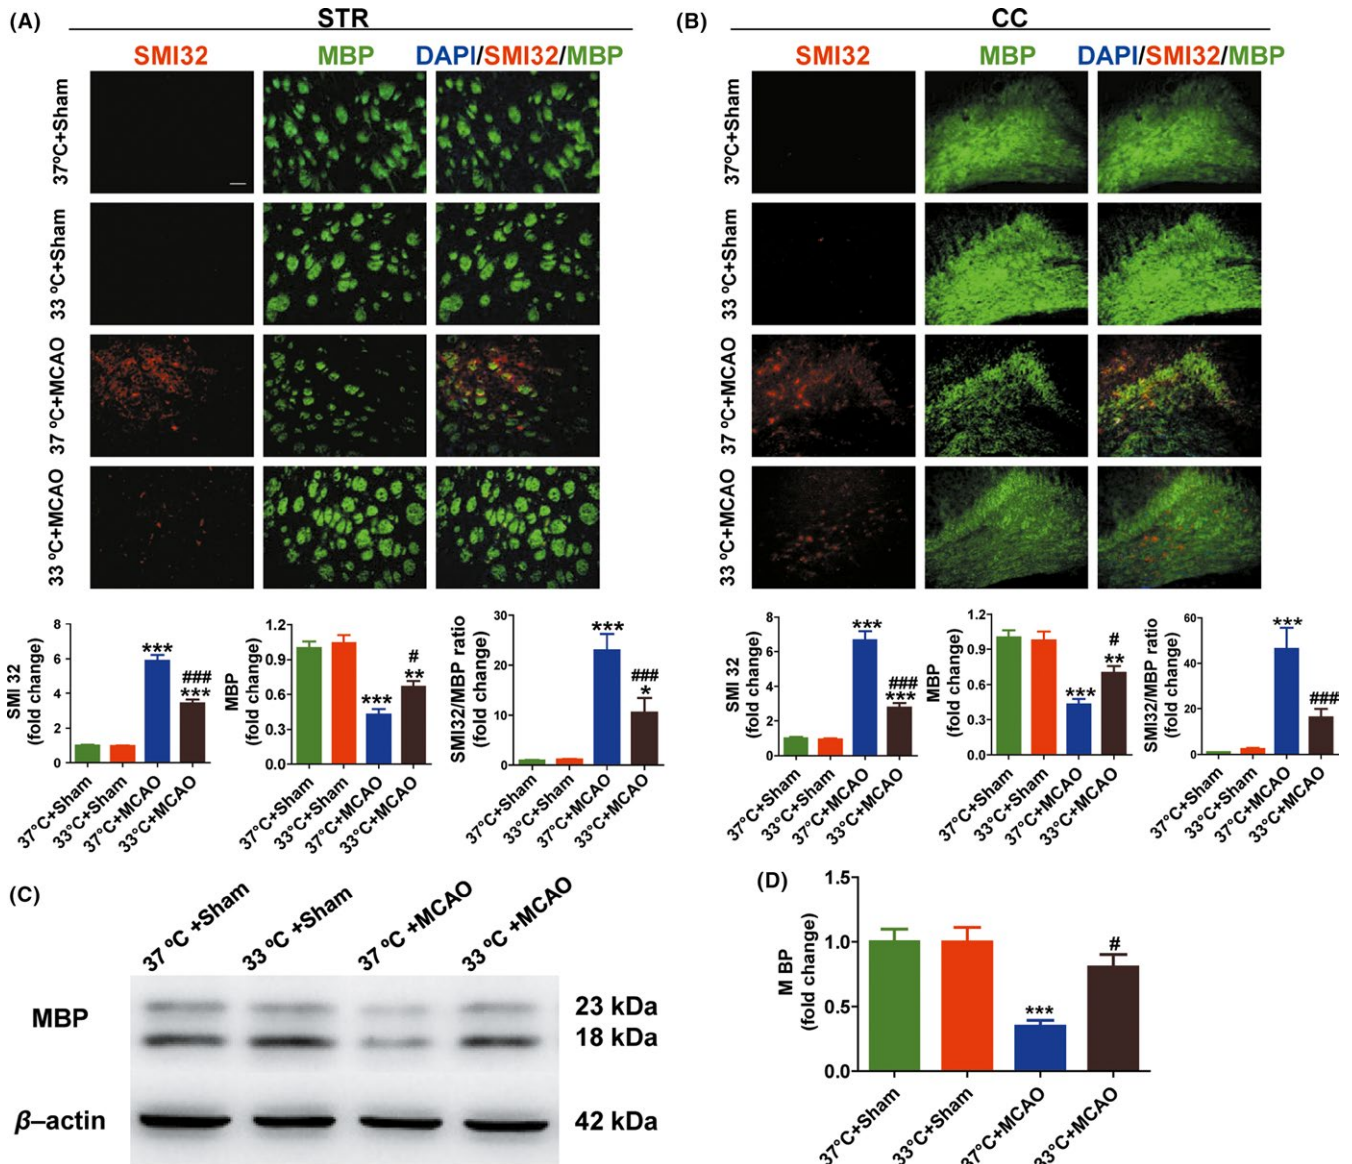 (A)
STR
SMI32 MBP DAPI/SMI32/MBP
37°C+Sham
33 °C+Sham
37 °C+MCAO
33 °C+MCAO
SMI 32
(fold change)
8
6
4
2
0
***
###
***
37°C+Sham
33°C+Sham
37°C+MCAO
33°C+MCAO
MBP
(fold change)
1.2
0.9
0.6
0.3
0.0
***
#
**
37°C+Sham
33°C+Sham
37°C+MCAO
33°C+MCAO
SMI32/MBP ratio
(fold change)
30
20
10
0
***
###
*
37°C+Sham
33°C+Sham
37°C+MCAO
33°C+MCAO
(B)
CC
SMI32 MBP DAPI/SMI32/MBP
37°C+Sham
33 °C+Sham
37 °C+MCAO
33 °C+MCAO
SMI 32
(fold change)
8
6
4
2
0
***
###
***
37°C+Sham
33°C+Sham
37°C+MCAO
33°C+MCAO
MBP
(fold change)
1.2
0.9
0.6
0.3
0.0
***
#
**
37°C+Sham
33°C+Sham
37°C+MCAO
33°C+MCAO
SMI32/MBP ratio
(fold change)
60
40
20
0
***
###
37°C+Sham
33°C+Sham
37°C+MCAO
33°C+MCAO
(C)
37 °C +Sham
33 °C +Sham
37 °C +MCAO
33 °C +MCAO
MBP
23 kDa
18 kDa
β–actin
42 kDa
(D)
M BP
(fold change)
1.5
1.0
0.5
0.0
***
#
37°C+Sham
33°C+Sham
37°C+MCAO
33°C+MCAO